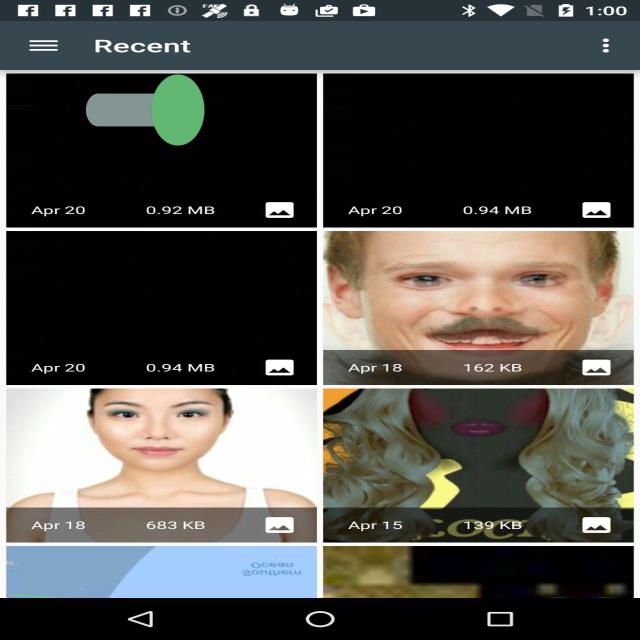 1:00
Recent
Apr 20 0.92 MB
Apr 20 0.94 MB
Apr 20 0.94 MB
Apr 18 162 KB
Apr 18 683 KB
Apr 15 139 KB
Ocean
Southern